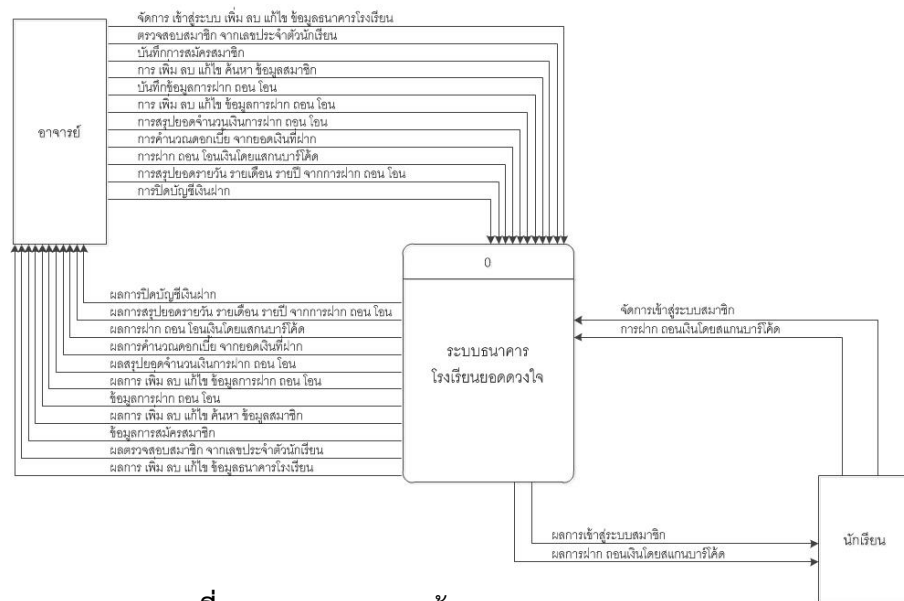 จัดการ เข้าสู่ระบบ เพิ่ม ลบ แก้ไข ข้อมูลธนาคารโรงเรียน
ตรวจสอบสมาชิก จากเลขประจำตัวนักเรียน
บันทึกการสมัครสมาชิก
การ เพิ่ม ลบ แก้ไข ค้นหา ข้อมูลสมาชิก
บันทึกข้อมูลการฝาก ถอน โอน
การ เพิ่ม ลบ แก้ไข ข้อมูลการฝาก ถอน โอน
การสรุปยอดจำนวนเงินการฝาก ถอน โอน
การคำนวณดอกเบี้ย จากยอดเงินที่ฝาก
การฝาก ถอน โอนเงินโดยแสกนบาร์โค้ด
การสรุปยอดรายวัน รายเดือน รายปี จากการฝาก ถอน โอน
การปิดบัญชีเงินฝาก
อาจารย์
0
ระบบธนาคาร
โรงเรียนยอดดวงใจ
ผลการปิดบัญชีเงินฝาก
ผลการสรุปยอดรายวัน รายเดือน รายปี จากการฝาก ถอน โอน
ผลการฝาก ถอน โอนเงินโดยแสกนบาร์โค้ด
ผลการคำนวณดอกเบี้ย จากยอดเงินที่ฝาก
ผลสรุปยอดจำนวนเงินการฝาก ถอน โอน
ผลการ เพิ่ม ลบ แก้ไข ข้อมูลการฝาก ถอน โอน
ข้อมูลการฝาก ถอน โอน
ผลการ เพิ่ม ลบ แก้ไข ค้นหา ข้อมูลสมาชิก
ข้อมูลการสมัครสมาชิก
ผลตรวจสอบสมาชิก จากเลขประจำตัวนักเรียน
ผลการ เพิ่ม ลบ แก้ไข ข้อมูลธนาคารโรงเรียน
จัดการเข้าสู่ระบบสมาชิก
การฝาก ถอนเงินโดยสแกนบาร์โค้ด
ผลการเข้าสู่ระบบสมาชิก
ผลการฝาก ถอนเงินโดยสแกนบาร์โค้ด
นักเรียน